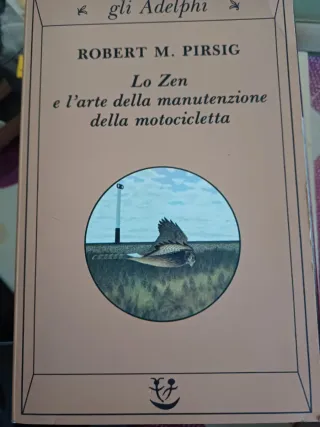 gli Adelphi
ROBERT M. PIRSIG
Lo Zen
e l'arte della manutenzione
della motocicletta